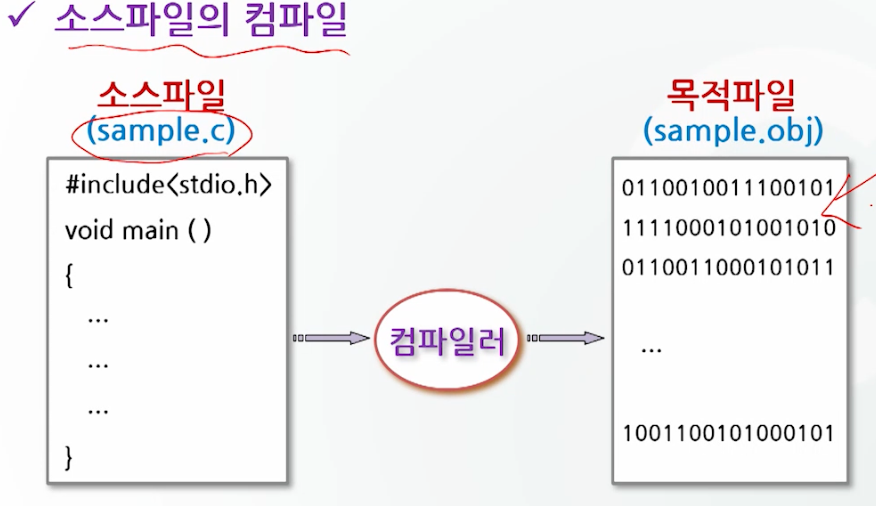 ✓ 소스파일의 컴파일
소스파일
(sample.c)
#include<stdio.h>
void main ( )
{
...
...
...
}
컴파일러
목적파일
(sample.obj)
0110010011100101
1111000101001010
0110011000101011
...
1001100101000101